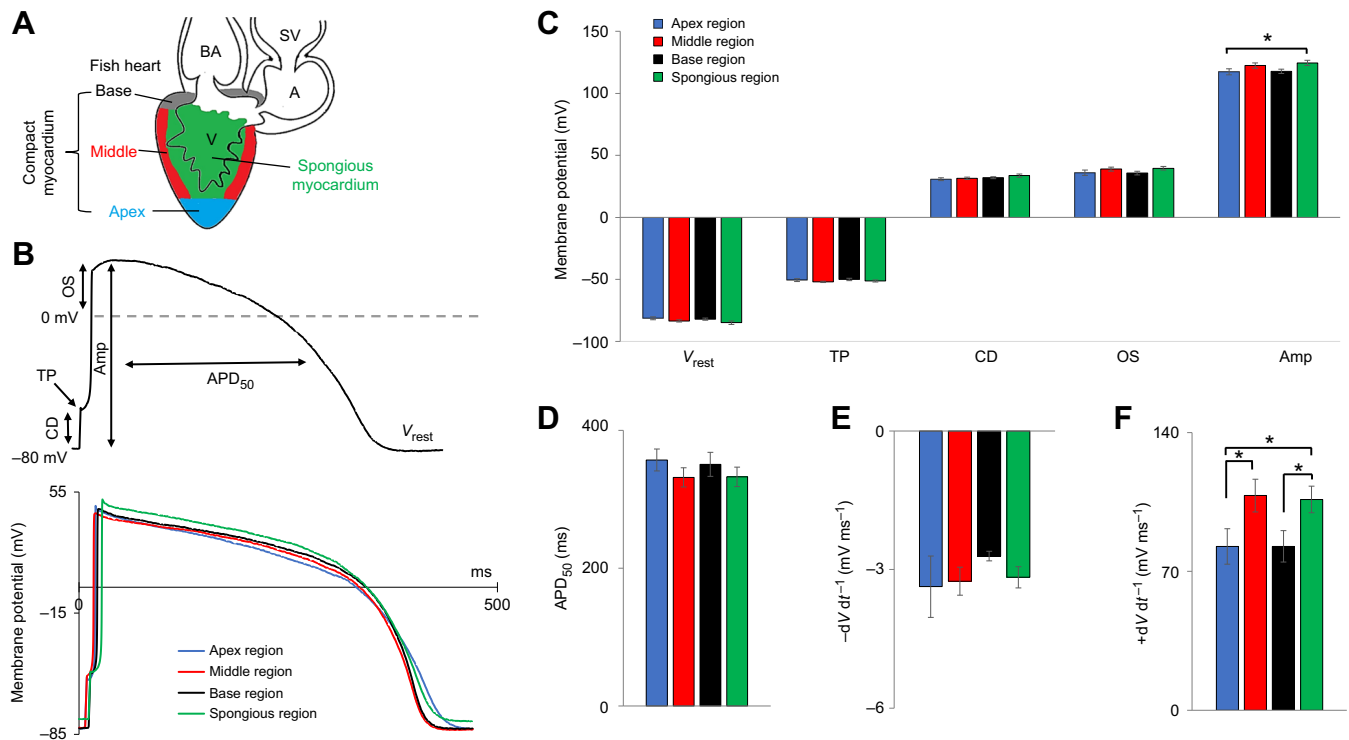 A
BA
SV
Fish heart
Base
A
Compact
myocardium
V
Middle
Spongious
myocardium
Apex
B
OS
0 mV
Amp
TP
APD50
CD
Vrest
–80 mV
55
Membrane potential (mV)
ms
0
500
-15
Apex region
Middle region
Base region
Spongious region
-85
C
150
Apex region
Middle region
Base region
Spongious region
*
100
50
0
–50
–100
Membrane potential (mV)
Vrest
TP
CD
OS
Amp
D
400
200
0
APD50 (ms)
E
0
–3
–6
–dV dt–1 (mV ms–1)
F
140
*
*
*
70
0
+dV dt–1 (mV ms–1)